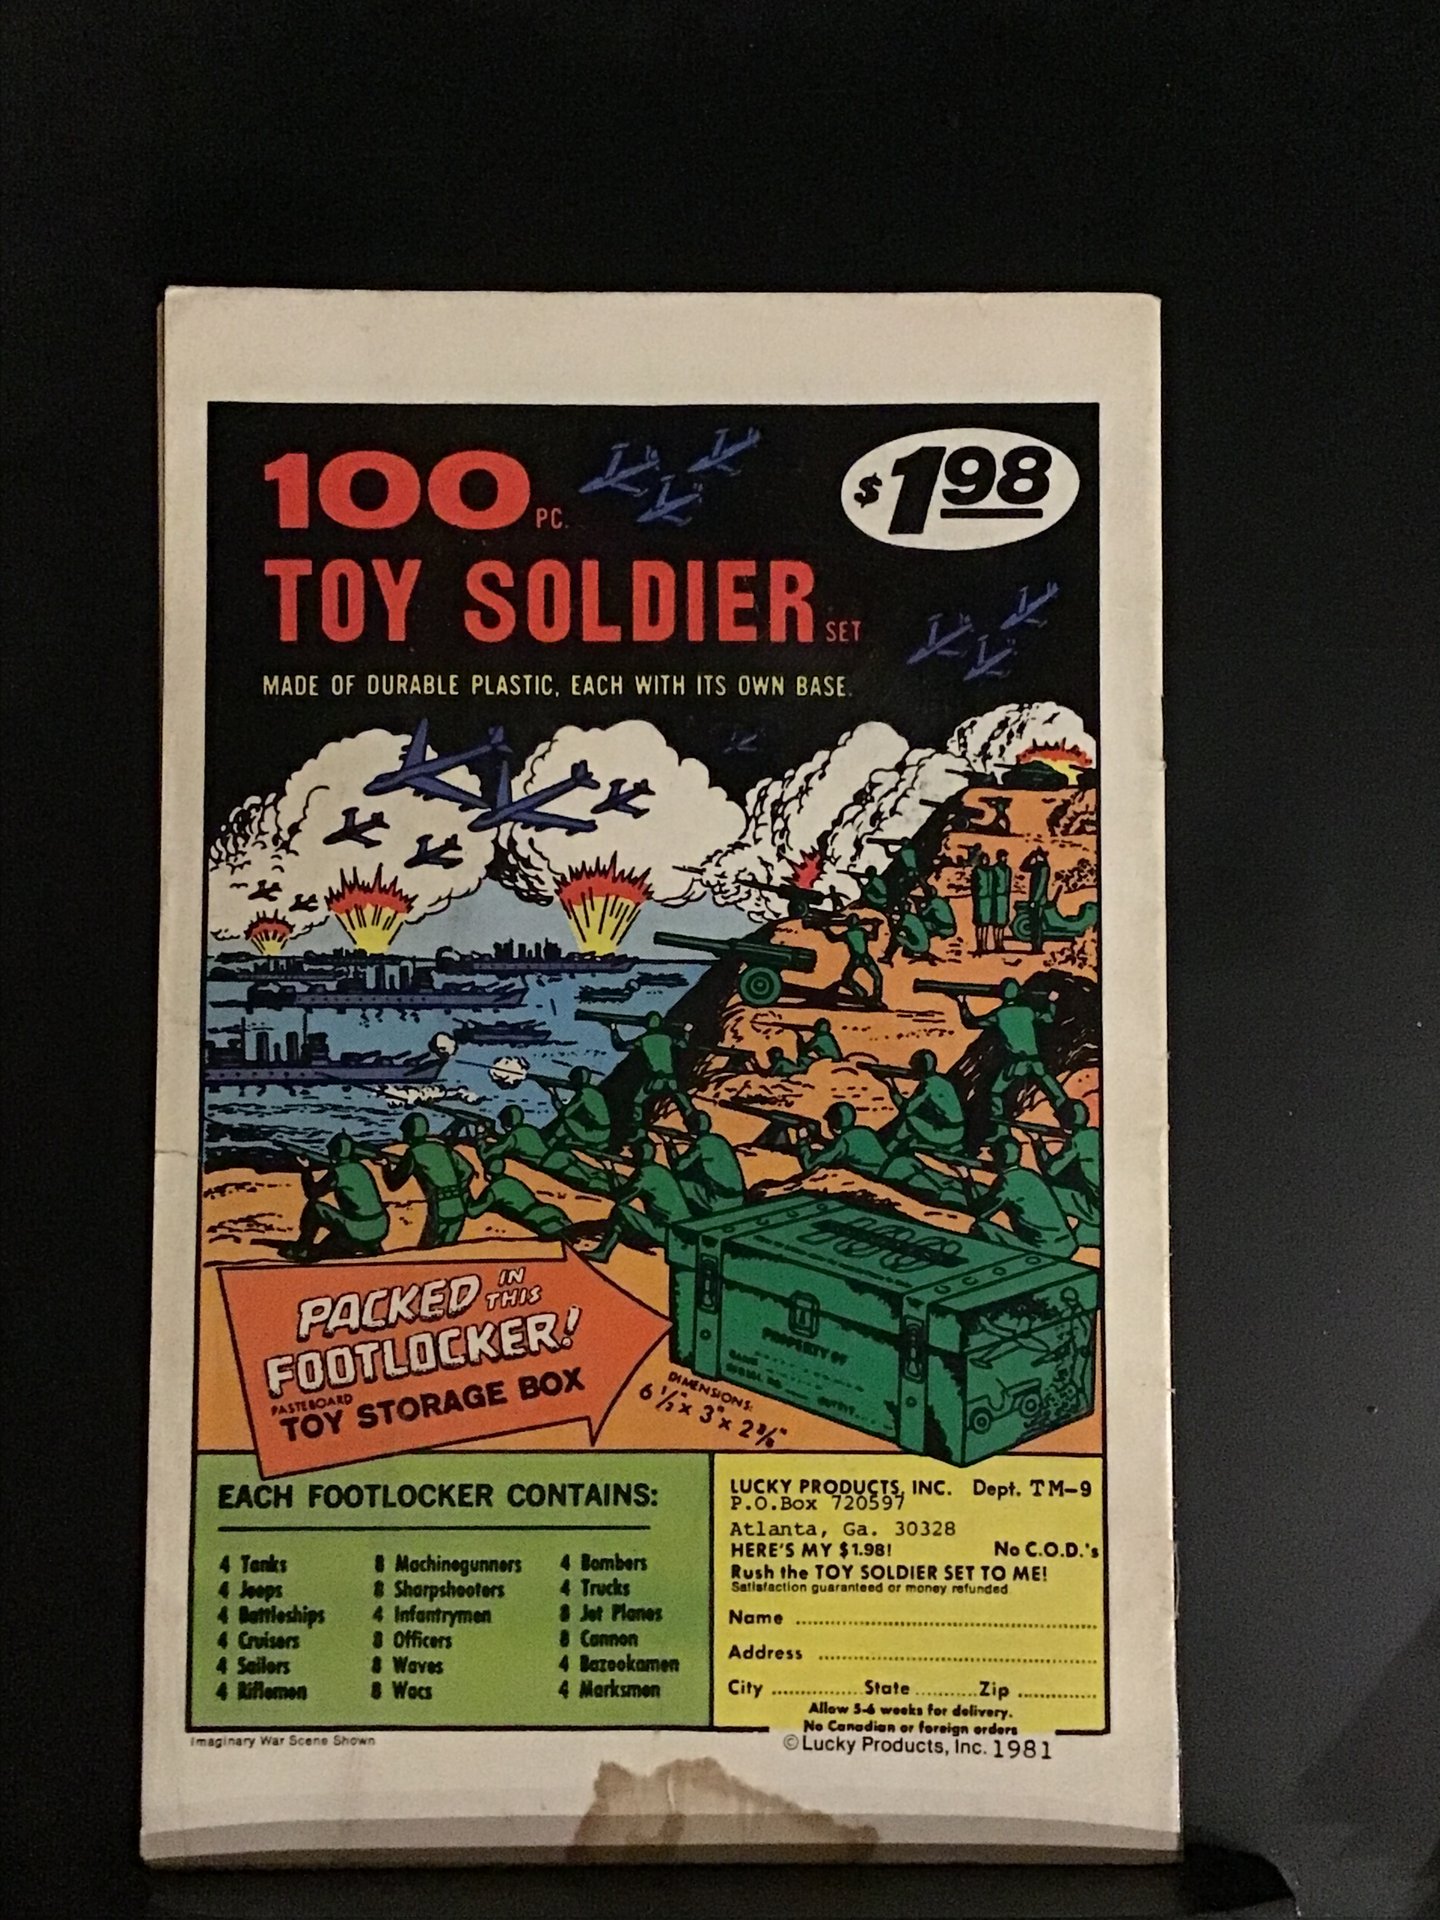 100 PC.
$1.98
TOY SOLDIER SET
MADE OF DURABLE PLASTIC, EACH WITH ITS OWN BASE.
PACKED IN THIS
FOOTLOCKER!
PASTEBOARD
TOY STORAGE BOX
PROPERTY OF
DIMENSIONS:
6 1/2" x 3" x 2 3/8"
EACH FOOTLOCKER CONTAINS:
4 Tanks
4 Jeeps
4 Battleships
4 Cruisers
4 Sailors
4 Riflemen
8 Machinegunners
8 Sharpshooters
4 Infantrymen
8 Officers
8 Waves
8 Wacs
4 Bombers
4 Trucks
8 Jet Planes
8 Cannon
4 Bazookamen
4 Marksmen
LUCKY PRODUCTS, INC. Dept. TM-9
P.O.Box 720597
Atlanta, Ga. 30328
HERE'S MY $1.98! No C.O.D.'s
Rush the TOY SOLDIER SET TO ME!
Satisfaction guaranteed or money refunded
Name
Address
City State Zip
Allow 5-6 weeks for delivery.
No Canadian or foreign orders
Imaginary War Scene Shown
©Lucky Products, Inc. 1981